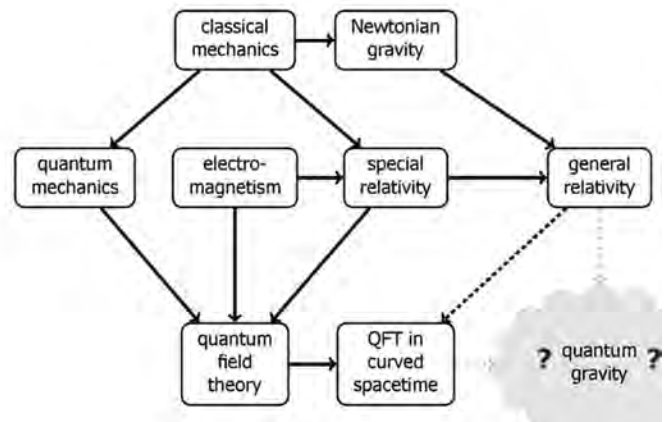 classical
mechanics
Newtonian
gravity
quantum
mechanics
electro-
magnetism
special
relativity
general
relativity
quantum
field
theory
QFT in
curved
spacetime
? quantum ?
gravity